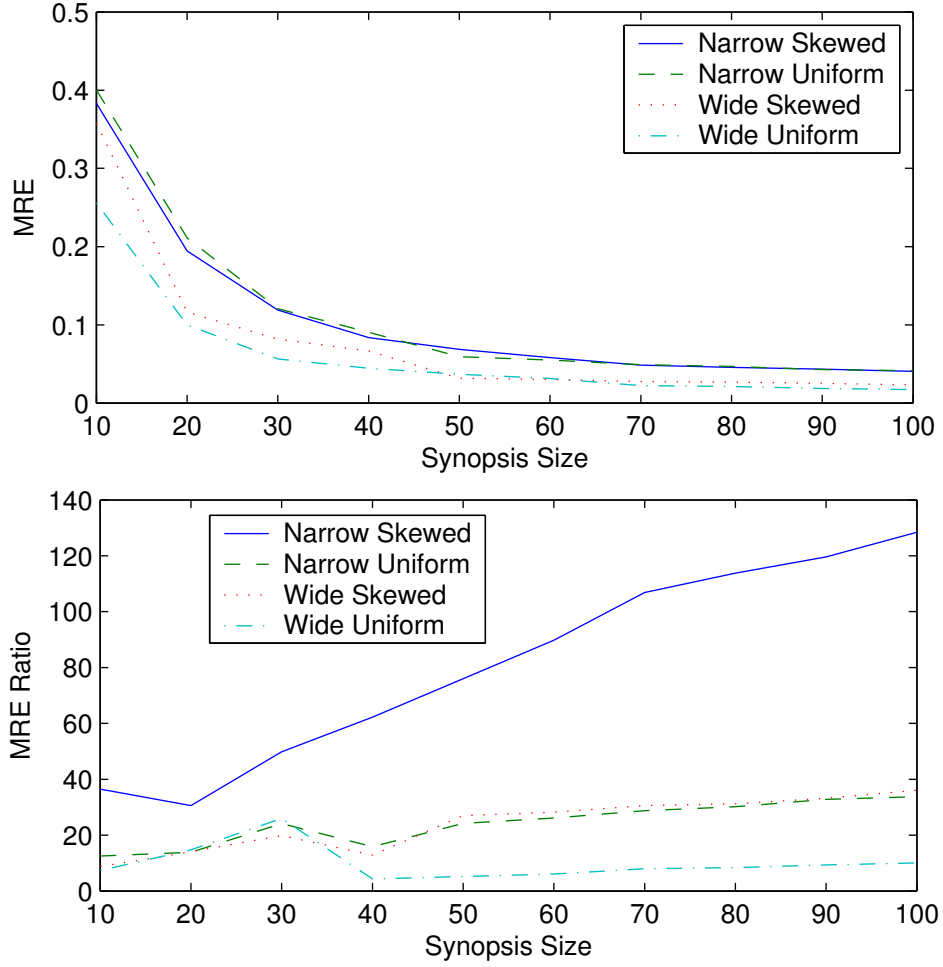 0.5
0.4
0.3
0.2
0.1
0
MRE
Narrow Skewed
Narrow Uniform
Wide Skewed
Wide Uniform
10 20 30 40 50 60 70 80 90 100
Synopsis Size
140
120
100
80
60
40
20
0
MRE Ratio
Narrow Skewed
Narrow Uniform
Wide Skewed
Wide Uniform
10 20 30 40 50 60 70 80 90 100
Synopsis Size